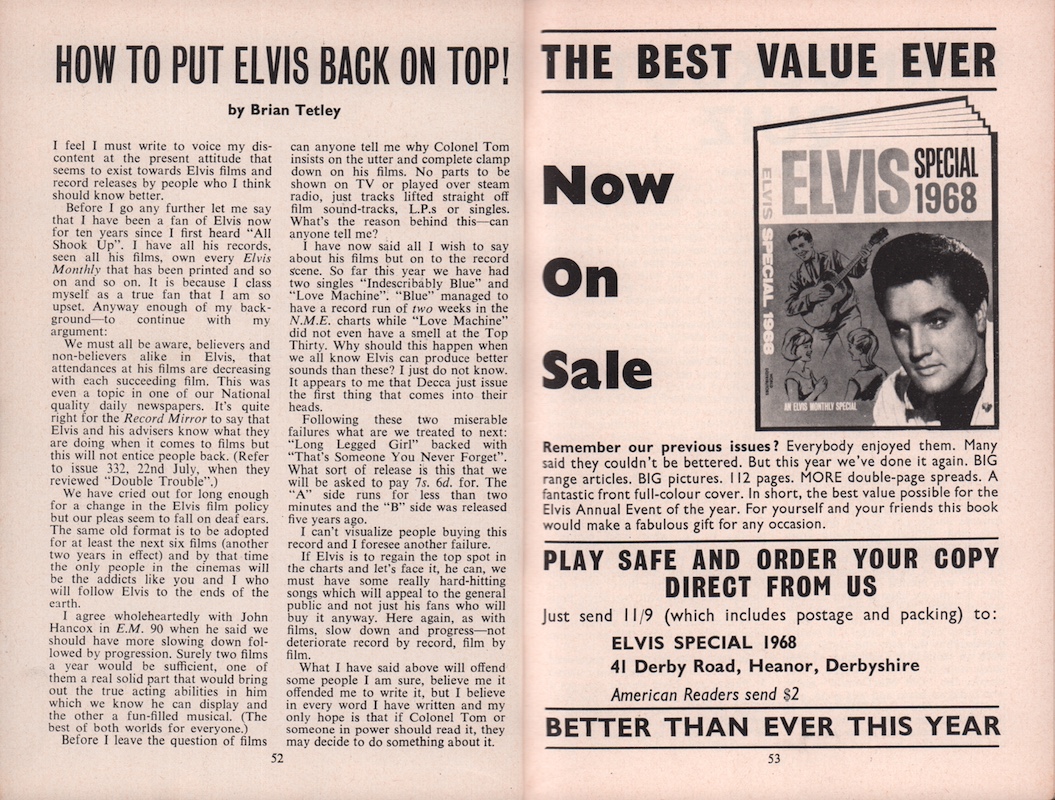 HOW TO PUT ELVIS BACK ON TOP!
by Brian Tetley
I feel I must write to voice my dis-
content at the present attitude that
seems to exist towards Elvis films and
record releases by people who I think
should know better.
Before I go any further let me say
that I have been a fan of Elvis now
for ten years since I first heard “All
Shook Up”. I have all his records,
seen all his films, own every Elvis
Monthly that has been printed and so
on and so on. It is because I class
myself as a true fan that I am so
upset. Anyway enough of my back-
ground—to continue with my
argument:
We must all be aware, believers and
non-believers alike in Elvis, that
attendances at his films are decreasing
with each succeeding film. This was
even a topic in one of our National
quality daily newspapers. It’s quite
right for the Record Mirror to say that
Elvis and his advisers know what they
are doing when it comes to films but
this will not entice people back. (Refer
to issue 332, 22nd July, when they
reviewed “Double Trouble”.)
We have cried out for long enough
for a change in the Elvis film policy
but our pleas seem to fall on deaf ears.
The same old format is to be adopted
for at least the next six films (another
two years in effect) and by that time
the only people in the cinemas will
be the addicts like you and I who
will follow Elvis to the ends of the
earth.
I agree wholeheartedly with John
Hancox in E.M. 90 when he said we
should have more slowing down fol-
lowed by progression. Surely two films
a year would be sufficient, one of
them a real solid part that would bring
out the true acting abilities in him
which we know he can display and
the other a fun-filled musical. (The
best of both worlds for everyone.)
Before I leave the question of films
can anyone tell me why Colonel Tom
insists on the utter and complete clamp
down on his films. No parts to be
shown on TV or played over steam
radio, just tracks lifted straight off
film sound-tracks, L.P.s or singles.
What’s the reason behind this—can
anyone tell me?
I have now said all I wish to say
about his films but on to the record
scene. So far this year we have had
two singles “Indescribably Blue” and
“Love Machine”. “Blue” managed to
have a record run of two weeks in the
N.M.E. charts while “Love Machine”
did not even have a smell at the Top
Thirty. Why should this happen when
we all know Elvis can produce better
sounds than these? I just do not know.
It appears to me that Decca just issue
the first thing that comes into their
heads.
Following these two miserable
failures what are we treated to next:
“Long Legged Girl” backed with
“That’s Someone You Never Forget”.
What sort of release is this that we
will be asked to pay 7s. 6d. for. The
“A” side runs for less than two
minutes and the “B” side was released
five years ago.
I can’t visualize people buying this
record and I foresee another failure.
If Elvis is to regain the top spot in
the charts and let’s face it, he can, we
must have some really hard-hitting
songs which will appeal to the general
public and not just his fans who will
buy it anyway. Here again, as with
films, slow down and progress—not
deteriorate record by record, film by
film.
What I have said above will offend
some people I am sure, believe me it
offended me to write it, but I believe
in every word I have written and my
only hope is that if Colonel Tom or
someone in power should read it, they
may decide to do something about it.
52
THE BEST VALUE EVER
Now
On
Sale
ELVIS SPECIAL 1968
ELVIS SPECIAL
1968
AN ELVIS MONTHLY SPECIAL
Remember our previous issues? Everybody enjoyed them. Many
said they couldn’t be bettered. But this year we’ve done it again. BIG
range articles. BIG pictures. 112 pages. MORE double-page spreads. A
fantastic front full-colour cover. In short, the best value possible for the
Elvis Annual Event of the year. For yourself and your friends this book
would make a fabulous gift for any occasion.
PLAY SAFE AND ORDER YOUR COPY
DIRECT FROM US
Just send 11/9 (which includes postage and packing) to:
ELVIS SPECIAL 1968
41 Derby Road, Heanor, Derbyshire
American Readers send $2
BETTER THAN EVER THIS YEAR
53